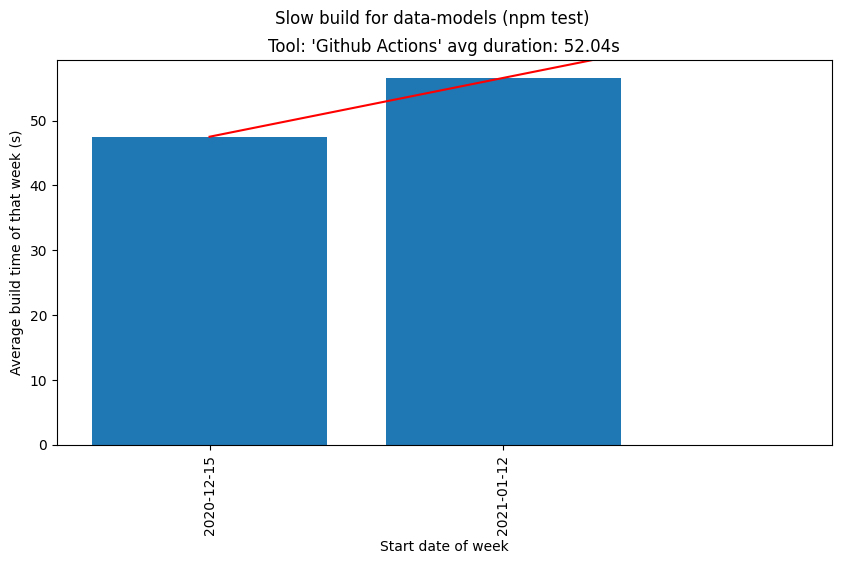 Slow build for data-models (npm test)
Tool: 'Github Actions' avg duration: 52.04s
Average build time of that week (s)
50
40
30
20
10
0
2020-12-15
2021-01-12
Start date of week